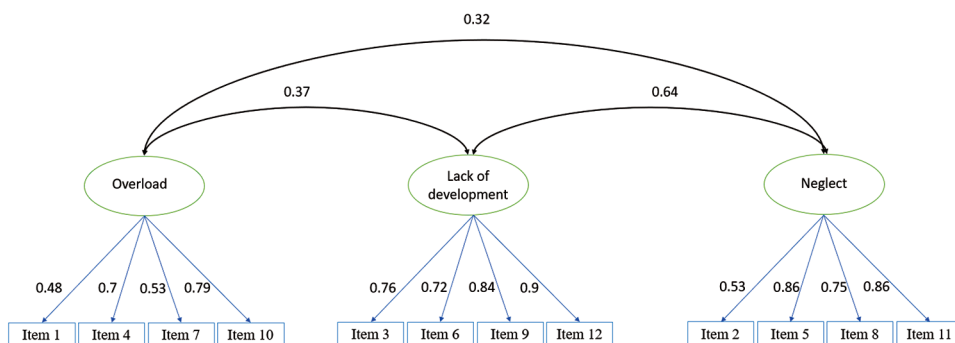 0.32
0.37
0.64
Overload
Lack of
development
Neglect
0.48 0.7 0.53 0.79
0.76 0.72 0.84 0.9
0.53 0.86 0.75 0.86
Item 1 Item 4 Item 7 Item 10
Item 3 Item 6 Item 9 Item 12
Item 2 Item 5 Item 8 Item 11